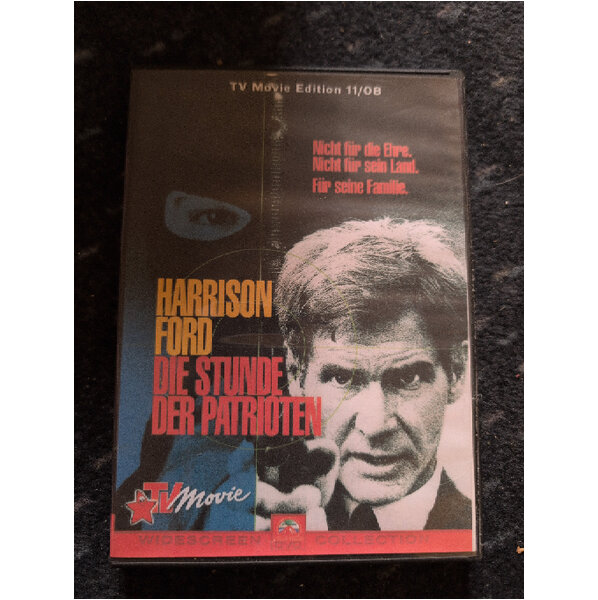 TV Movie Edition 11/08
Nicht für die Ehre.
Nicht für sein Land.
Für seine Familie.
HARRISON
FORD
DIE STUNDE
DER PATRIOTEN
TV Movie
WIDESCREEN COLLECTION